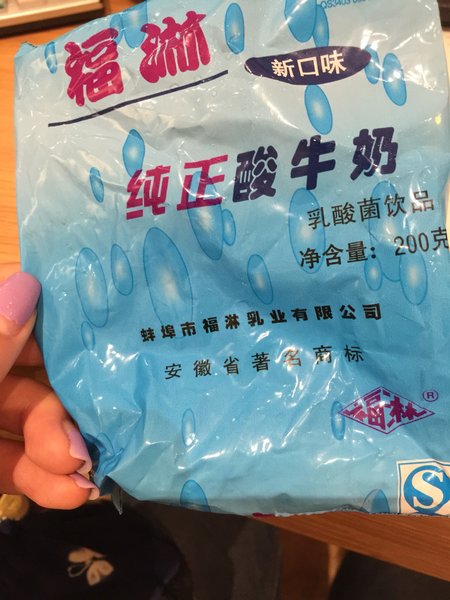 福淋
新口味
纯正酸牛奶
乳酸菌饮品
净含量：200克
蚌埠市福淋乳业有限公司
安徽省著名商标
福淋®
S